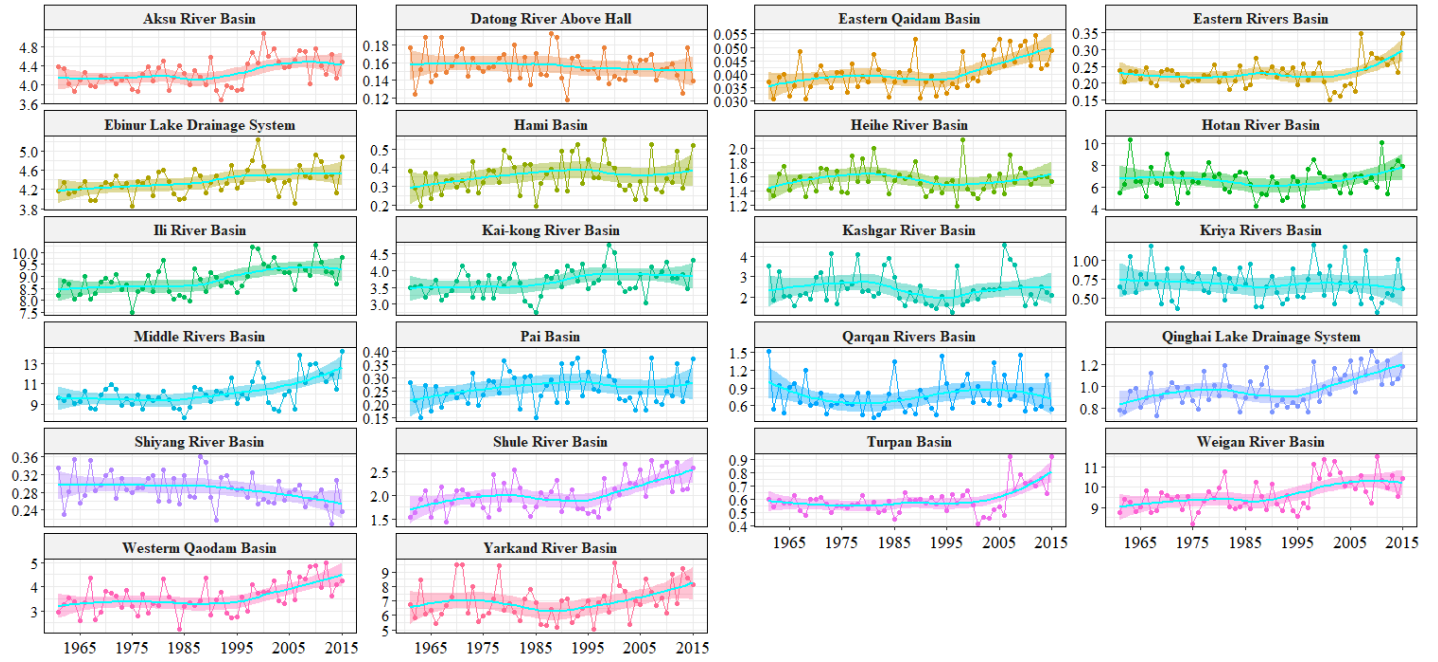 Aksu River Basin Datong River Above Hall Eastern Qaidam Basin Eastern Rivers Basin
4.8 4.4 4.0 3.6 0.18 0.16 0.14 0.12 0.055 0.050 0.045 0.040 0.035 0.030 0.35 0.30 0.25 0.20 0.15
Ebinur Lake Drainage System Hami Basin Heihe River Basin Hotan River Basin
5.0 4.6 4.2 3.8 0.5 0.4 0.3 0.2 2.0 1.8 1.6 1.4 1.2 10 8 6 4
Ili River Basin Kai-kong River Basin Kashgar River Basin Kriya Rivers Basin
10.0 9.5 9.0 8.5 8.0 7.5 4.5 4.0 3.5 3.0 4 3 2 1.00 0.75 0.50
Middle Rivers Basin Pai Basin Qarqan Rivers Basin Qinghai Lake Drainage System
13 11 9 0.40 0.35 0.30 0.25 0.20 0.15 1.5 1.2 0.9 0.6 1.2 1.0 0.8
Shiyang River Basin Shule River Basin Turpan Basin Weigan River Basin
0.36 0.32 0.28 0.24 2.5 2.0 1.5 0.9 0.8 0.7 0.6 0.5 0.4 11 10 9
1965 1975 1985 1995 2005 2015 1965 1975 1985 1995 2005 2015
Westerm Qaodam Basin Yarkand River Basin
5 4 3 9 8 7 6 5
1965 1975 1985 1995 2005 2015 1965 1975 1985 1995 2005 2015